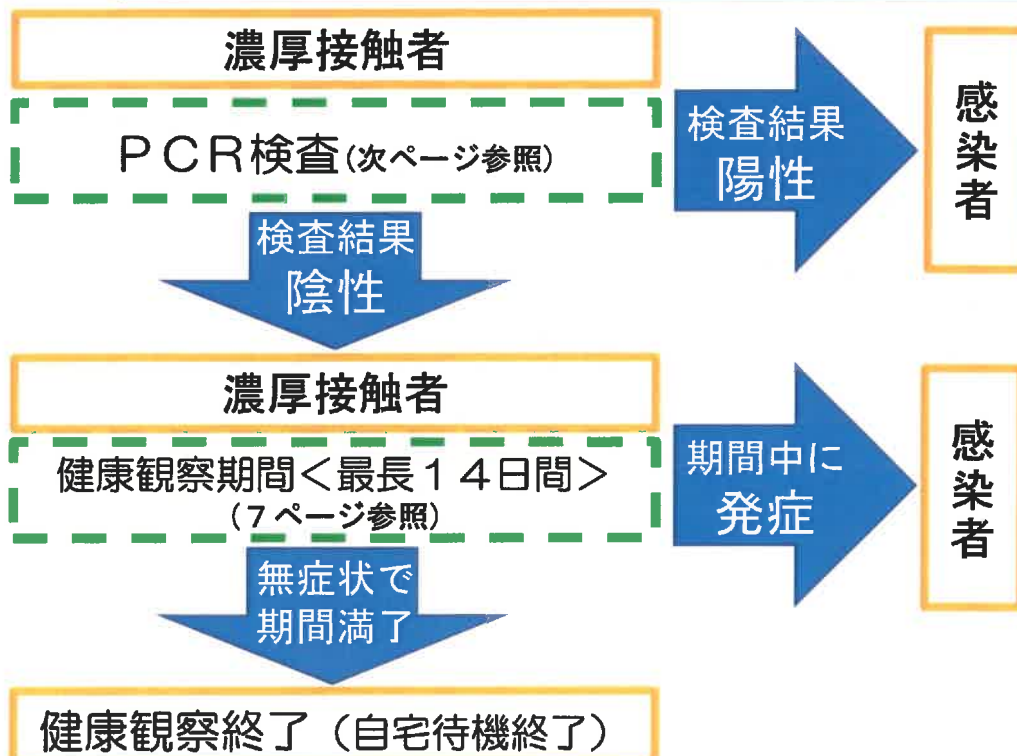 濃厚接触者
PCR検査(次ページ参照)
検査結果
陽性
感染者
検査結果
陰性
濃厚接触者
健康観察期間<最長14日間>
(7ページ参照)
期間中に
発症
感染者
無症状で
期間満了
健康観察終了(自宅待機終了)